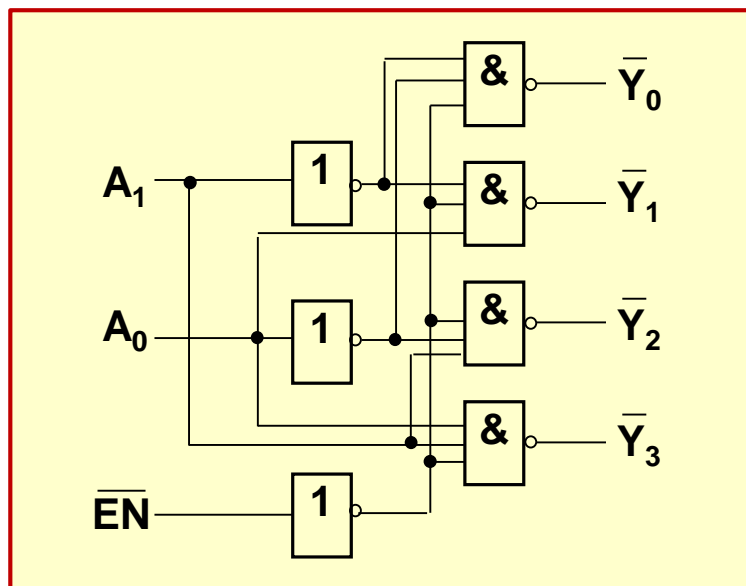 & Y̅₀
A₁ 1
& Y̅₁
A₀ 1
& Y̅₂
& Y̅₃
E̅N̅ 1